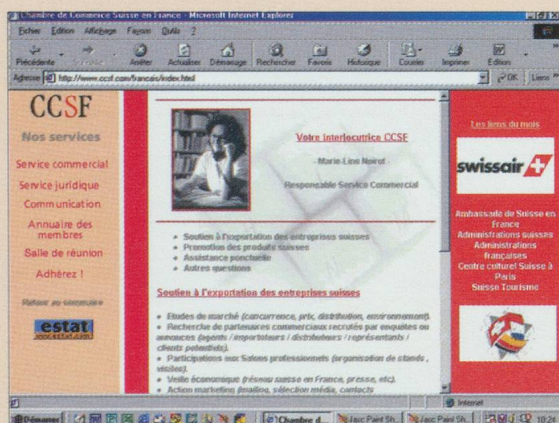 Chambre de Commerce Suisse en France - Microsoft Internet Explorer
Fichier Edition Affichage Favoris Outils ?
Précédente Suivante Arrêter Actualiser Démarrage Rechercher Favoris Historique Courrier Imprimer Edition
Adresse http://www.ccsf.com/francais/index.html OK Liens
CCSF
Nos services
Service commercial
Service juridique
Communication
Annuaire des
membres
Salle de réunion
Adhérez !
Retour au sommaire
estat
www.estat.com
Votre interlocutrice CCSF
- Marie-Line Noirot -
Responsable Service Commercial
• Soutien à l'exportation des entreprises suisses
• Promotion des produits suisses
• Assistance ponctuelle
• Autres questions
Soutien à l'exportation des entreprises suisses
• Etudes de marché (concurrence, prix, distribution, environnement).
• Recherche de partenaires commerciaux recrutés par enquêtes ou
annonces (agents / importateurs / distributeurs / représentants /
clients potentiels).
• Participations aux Salons professionnels (organisation de stands ,
visites).
• Veille économique (réseau suisse en France, presse, etc).
• Action marketing (mailing, sélection média, contacts
Les liens du mois
swissair
Ambassade de Suisse en
France
Administrations suisses
Administrations
françaises
Centre culturel Suisse à
Paris
Suisse Tourisme
Internet
Démarrer Chambre d... Jasc Paint Sh... Jasc Paint Sh... 10:24